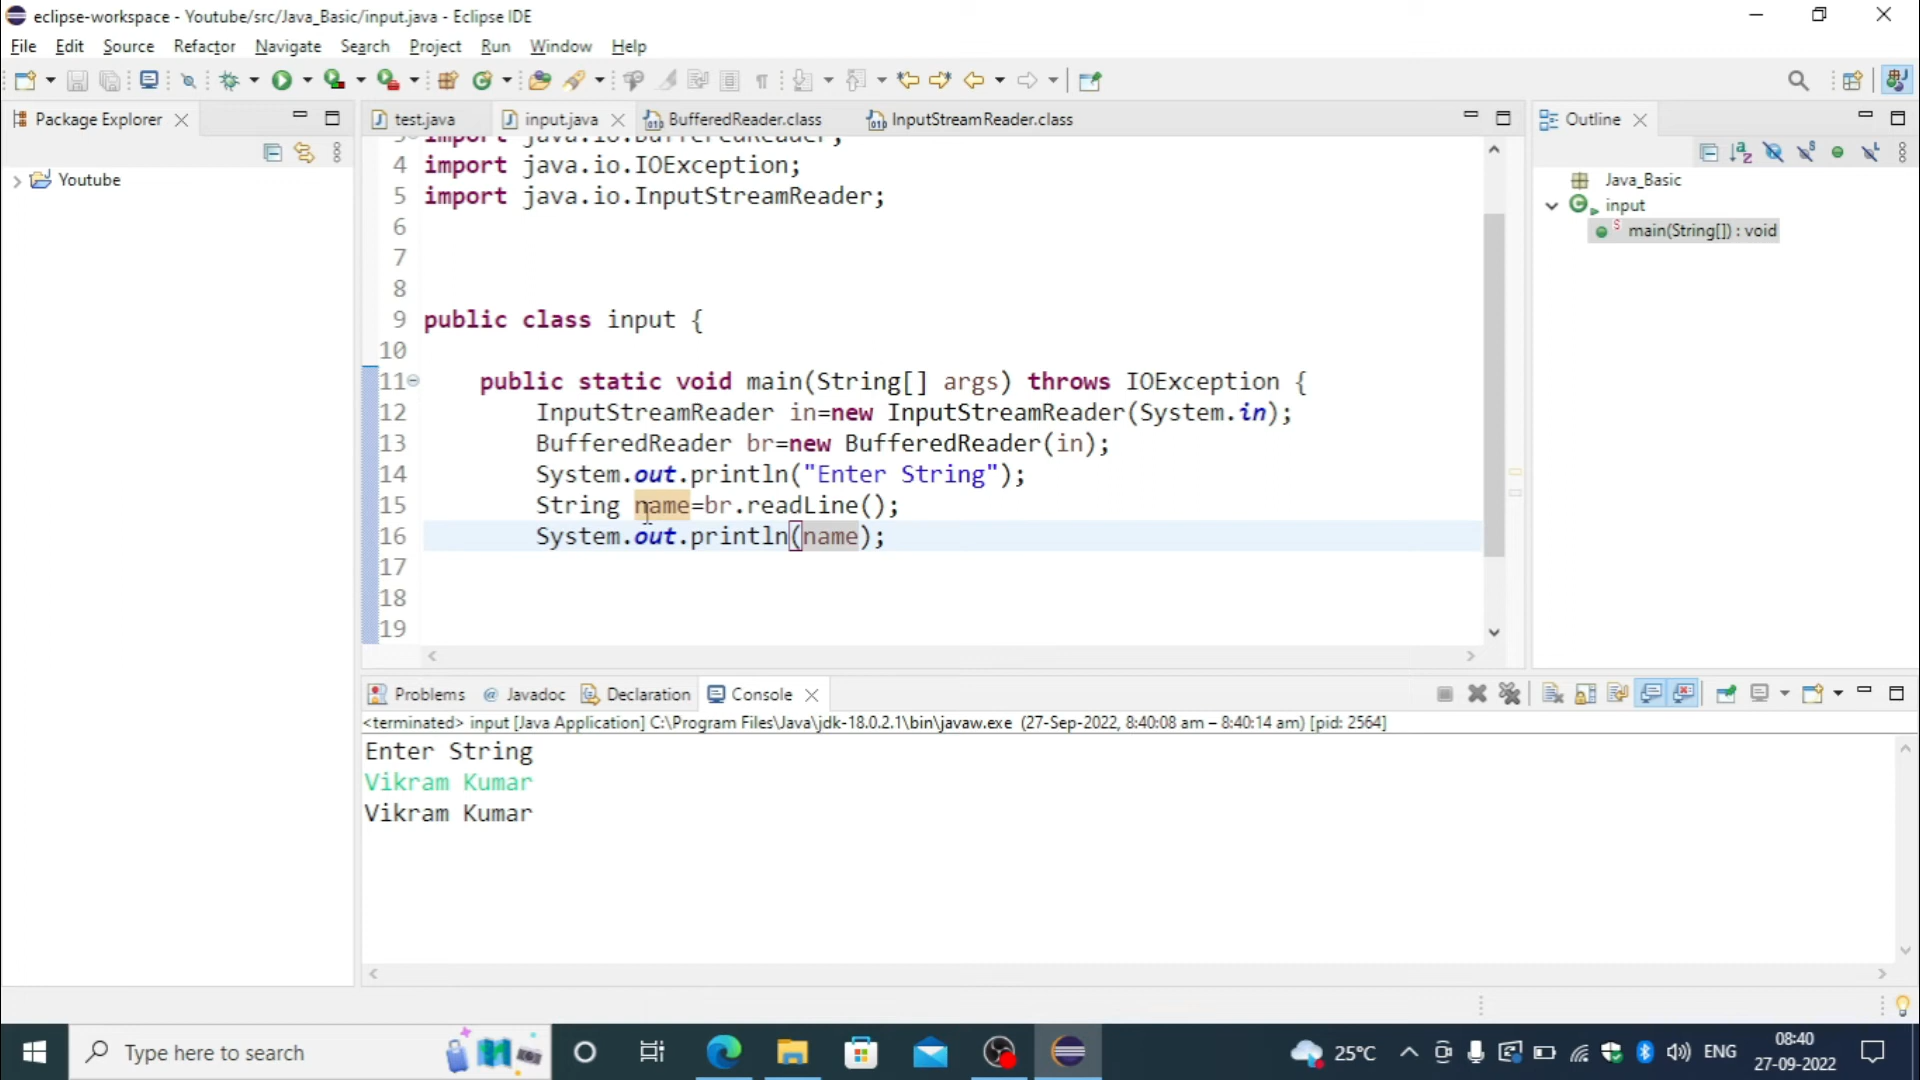 eclipse-workspace - Youtube/src/Java_Basic/input.java - Eclipse IDE
File Edit Source Refactor Navigate Search Project Run Window Help
Package Explorer
Youtube
test.java input.java BufferedReader.class InputStreamReader.class
3 import java.io.BufferedReader;
4 import java.io.IOException;
5 import java.io.InputStreamReader;
6
7
8
9 public class input {
10
11 public static void main(String[] args) throws IOException {
12 InputStreamReader in=new InputStreamReader(System.in);
13 BufferedReader br=new BufferedReader(in);
14 System.out.println("Enter String");
15 String name=br.readLine();
16 System.out.println(name);
17
18
19
Outline
Java_Basic
input
main(String[]) : void
Problems Javadoc Declaration Console
<terminated> input [Java Application] C:\Program Files\Java\jdk-18.0.2.1\bin\javaw.exe (27-Sep-2022, 8:40:08 am – 8:40:14 am) [pid: 2564]
Enter String
Vikram Kumar
Vikram Kumar
Type here to search
25°C ENG
08:40
27-09-2022